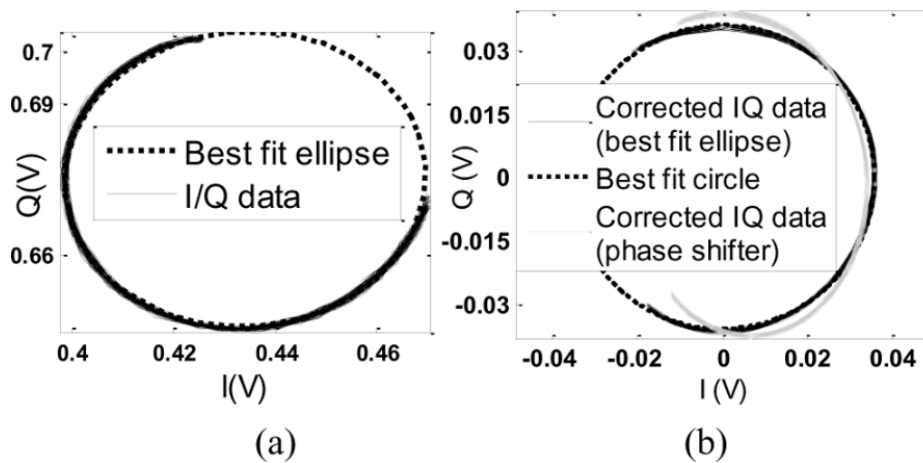 0.7
0.69
0.66
Q(V)
0.4 0.42 0.44 0.46
I(V)
Best fit ellipse
I/Q data
(a)
0.03
0.015
0
-0.015
-0.03
Q (V)
-0.04 -0.02 0 0.02 0.04
I (V)
Corrected IQ data
(best fit ellipse)
Best fit circle
Corrected IQ data
(phase shifter)
(b)